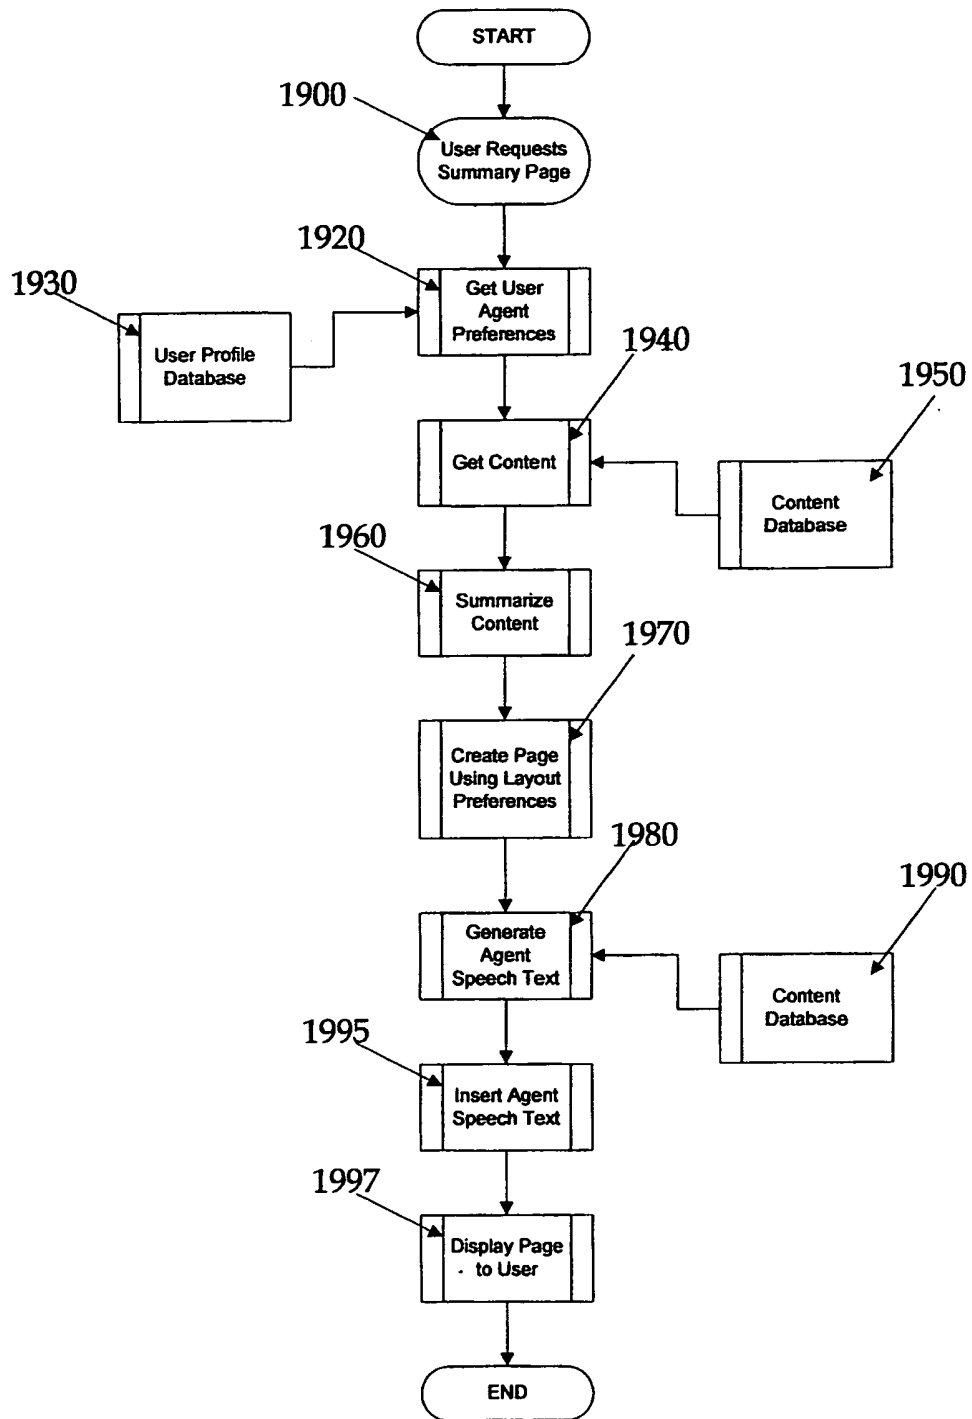 START
1900
User Requests
Summary Page
1920
Get User
Agent
Preferences
1930
User Profile
Database
1940
Get Content
1950
Content
Database
1960
Summarize
Content
1970
Create Page
Using Layout
Preferences
1980
Generate
Agent
Speech Text
1990
Content
Database
1995
Insert Agent
Speech Text
1997
Display Page
to User
END